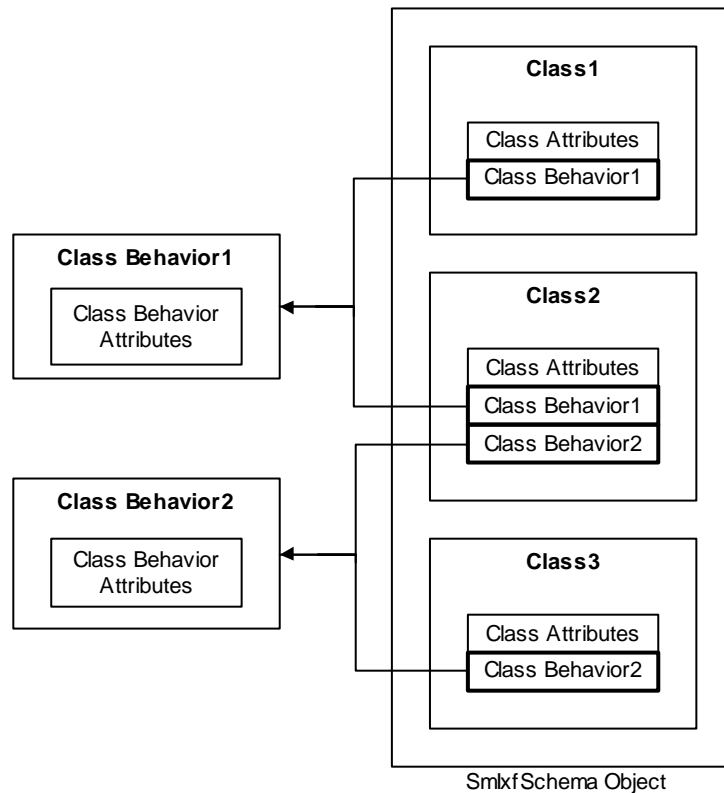 Class1
Class Attributes
Class Behavior1
Class Behavior1
Class Behavior
Attributes
Class2
Class Attributes
Class Behavior1
Class Behavior2
Class Behavior2
Class Behavior
Attributes
Class3
Class Attributes
Class Behavior2
SmlxfSchema Object